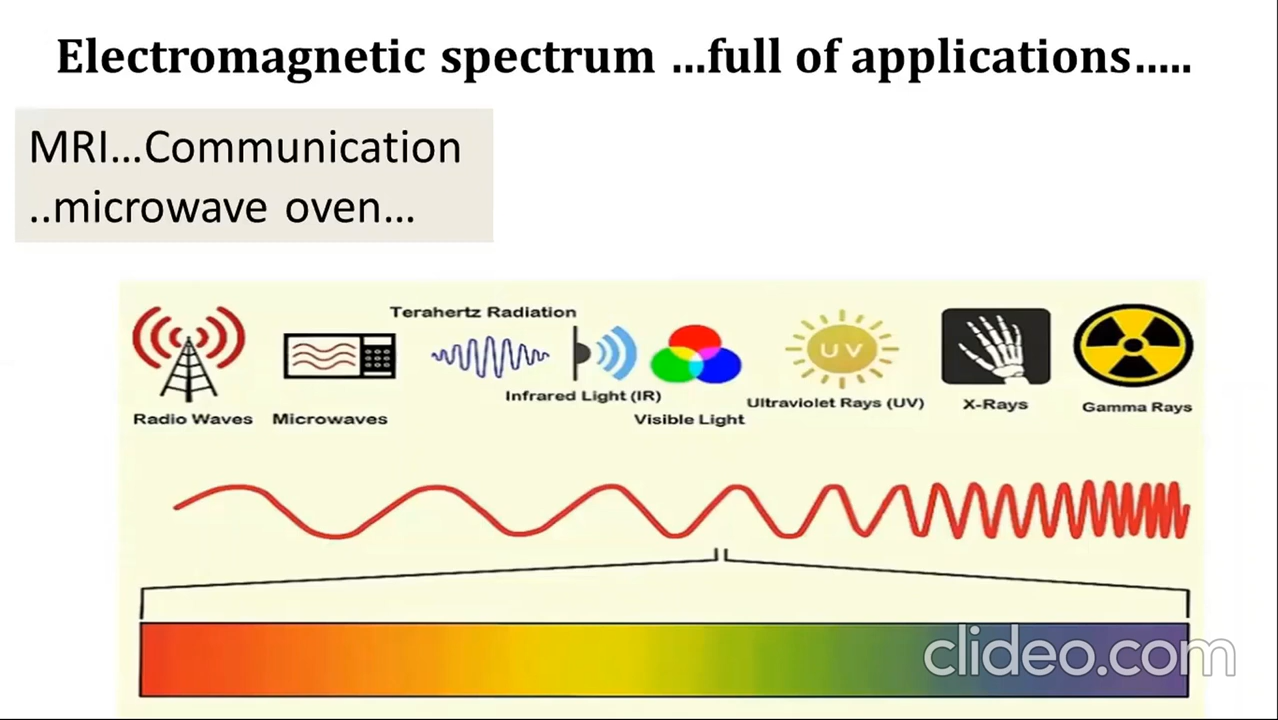 Electromagnetic spectrum ...full of applications.....
MRI...Communication
..microwave oven...
Terahertz Radiation
Infrared Light (IR)
Ultraviolet Rays (UV)
UV
X-Rays
Gamma Rays
Radio Waves
Microwaves
Visible Light
clideo.com